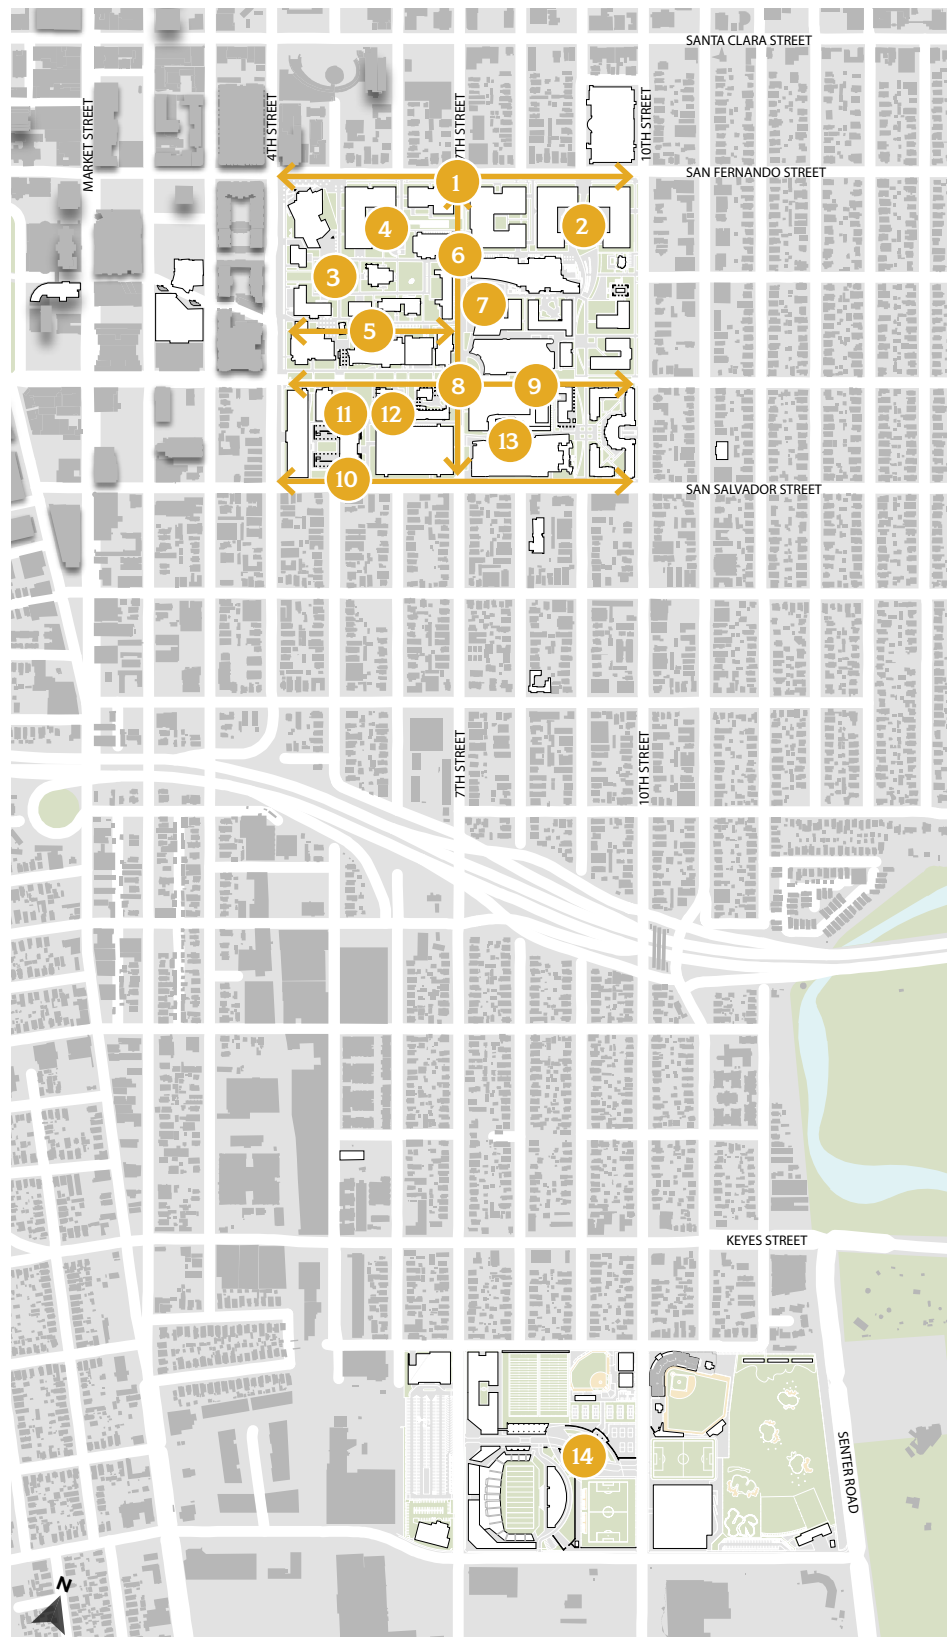 SANTA CLARA STREET
MARKET STREET
4TH STREET
7TH STREET
10TH STREET
SAN FERNANDO STREET
1
2
4
6
3
7
5
8
9
11
12
13
10
SAN SALVADOR STREET
7TH STREET
10TH STREET
KEYES STREET
SENTER ROAD
14
N